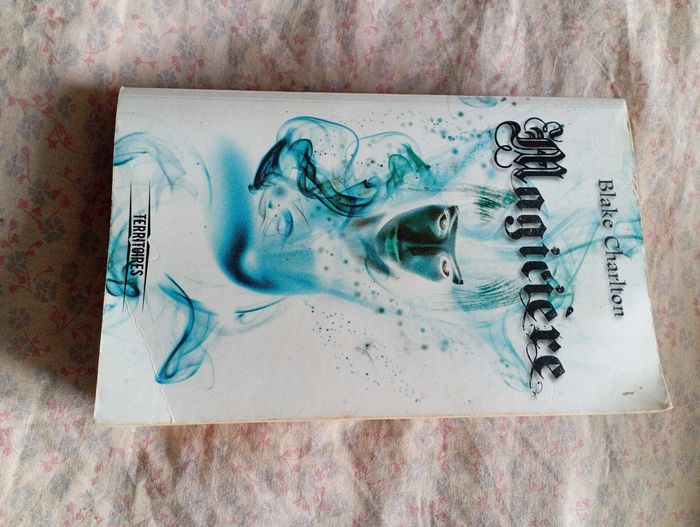 Blake Charlton
Magicière
TERRITOIRES